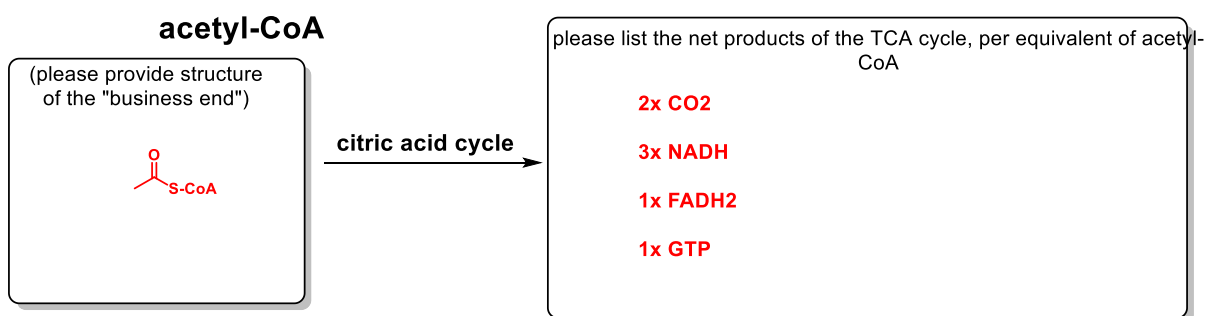 acetyl-CoA
(please provide structure
of the "business end")
O
S-CoA
citric acid cycle
please list the net products of the TCA cycle, per equivalent of acetyl-
CoA
2x CO2
3x NADH
1x FADH2
1x GTP